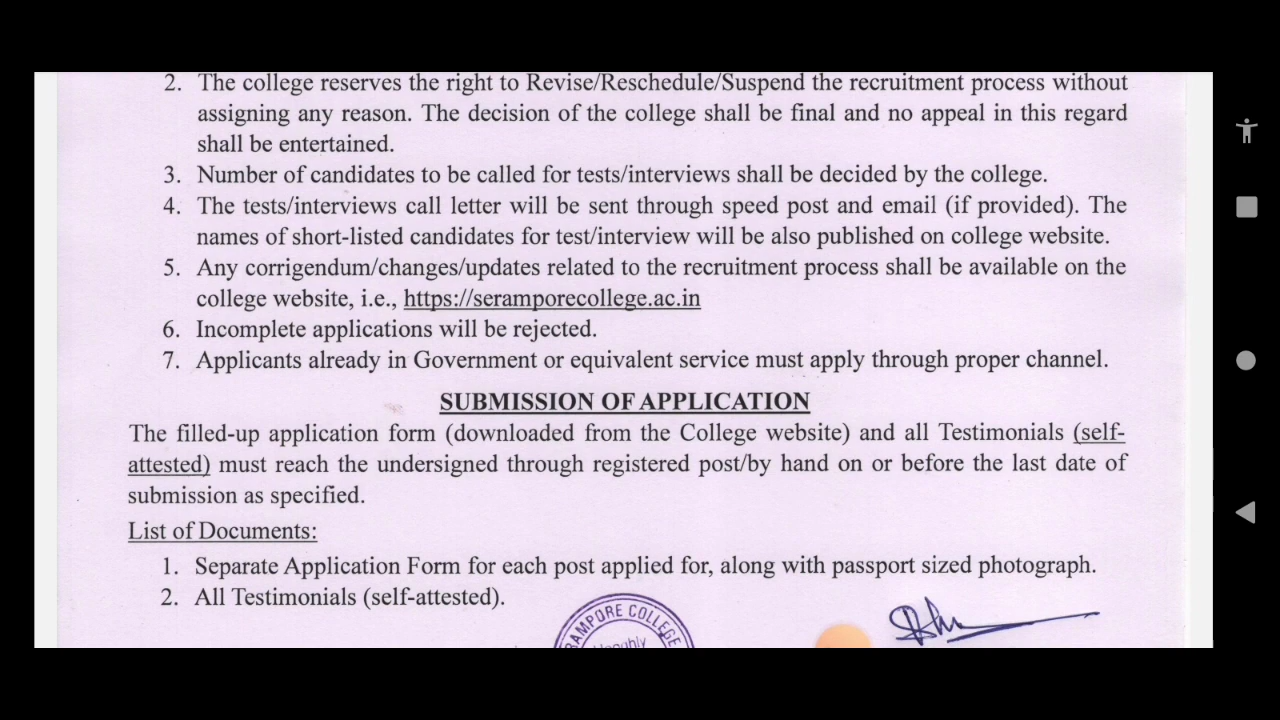 2. The college reserves the right to Revise/Reschedule/Suspend the recruitment process without
assigning any reason. The decision of the college shall be final and no appeal in this regard
shall be entertained.
3. Number of candidates to be called for tests/interviews shall be decided by the college.
4. The tests/interviews call letter will be sent through speed post and email (if provided). The
names of short-listed candidates for test/interview will be also published on college website.
5. Any corrigendum/changes/updates related to the recruitment process shall be available on the
college website, i.e., https://seramporecollege.ac.in
6. Incomplete applications will be rejected.
7. Applicants already in Government or equivalent service must apply through proper channel.
SUBMISSION OF APPLICATION
The filled-up application form (downloaded from the College website) and all Testimonials (self-
attested) must reach the undersigned through registered post/by hand on or before the last date of
submission as specified.
List of Documents:
1. Separate Application Form for each post applied for, along with passport sized photograph.
2. All Testimonials (self-attested).
RAMPORE COLLEGE